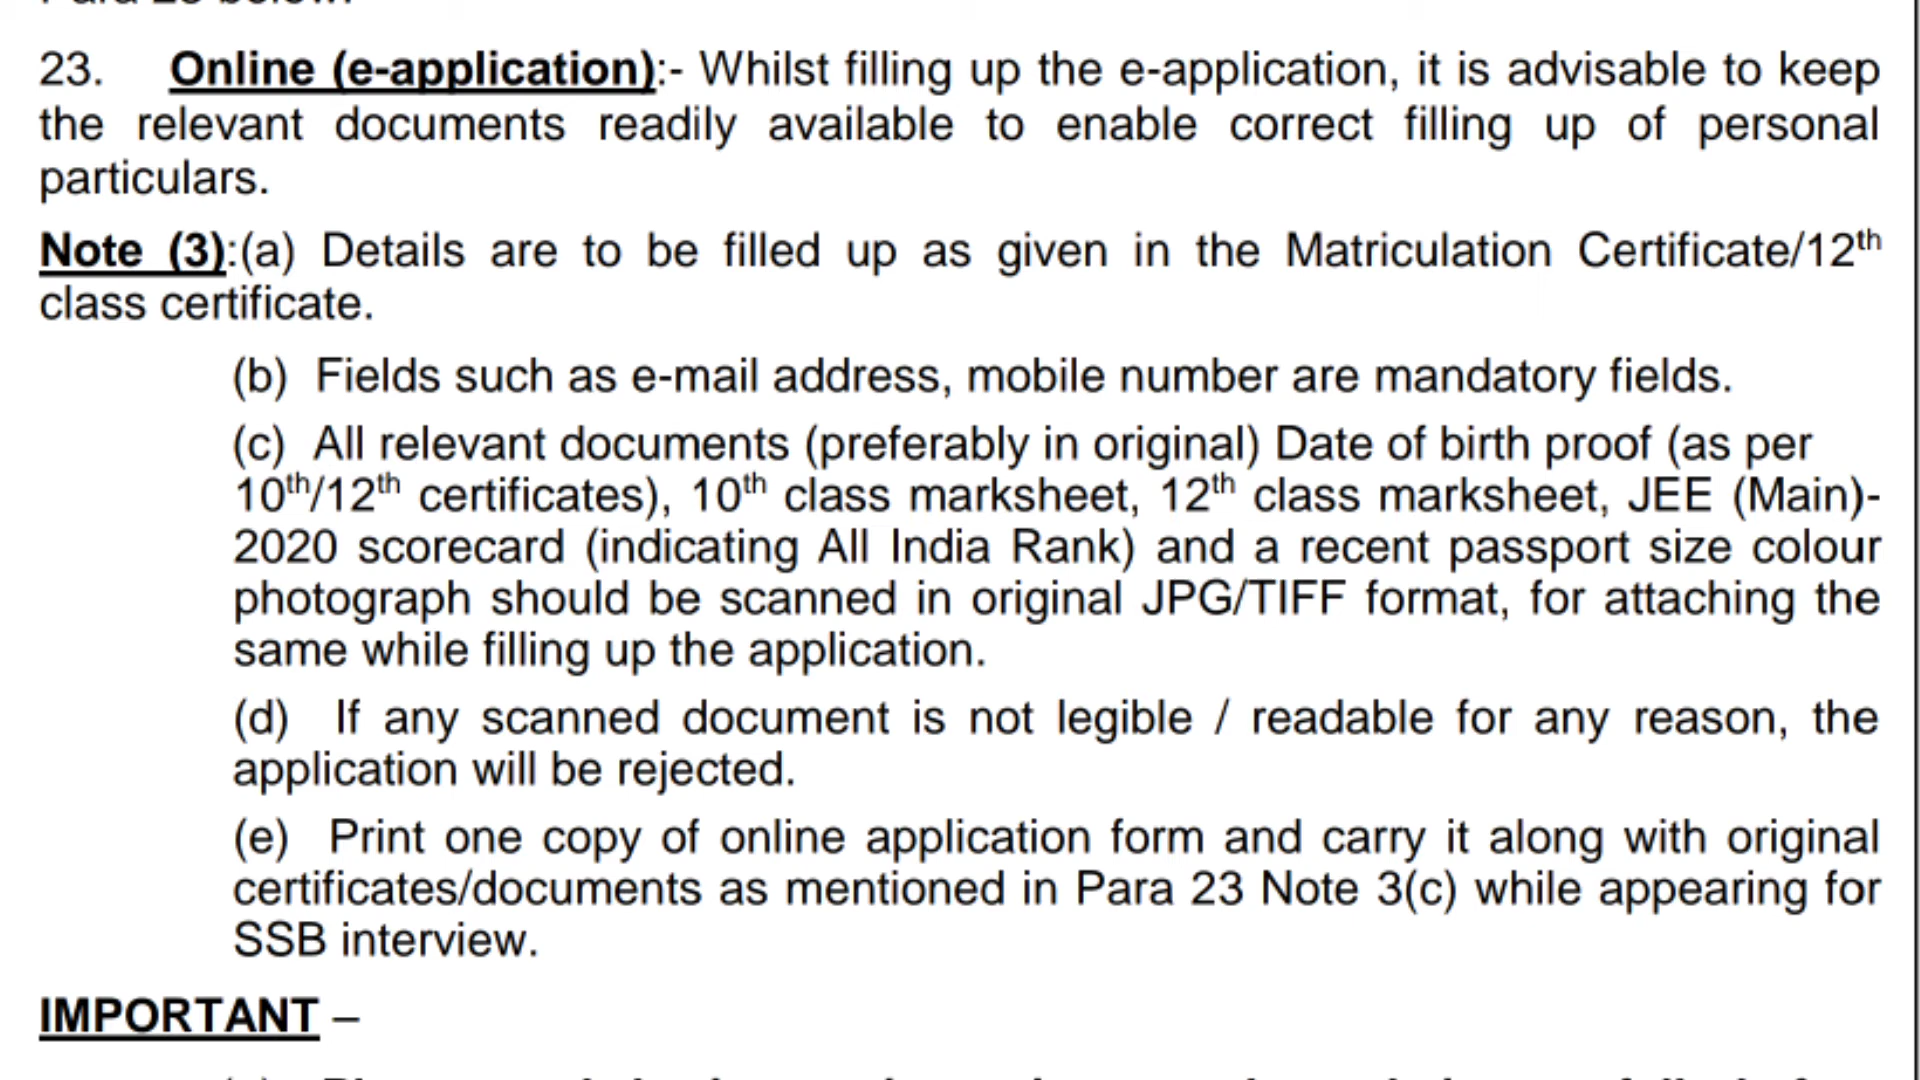 Para 23 below.
23. Online (e-application):- Whilst filling up the e-application, it is advisable to keep
the relevant documents readily available to enable correct filling up of personal
particulars.
Note (3):(a) Details are to be filled up as given in the Matriculation Certificate/12th
class certificate.
(b) Fields such as e-mail address, mobile number are mandatory fields.
(c) All relevant documents (preferably in original) Date of birth proof (as per
10th/12th certificates), 10th class marksheet, 12th class marksheet, JEE (Main)-
2020 scorecard (indicating All India Rank) and a recent passport size colour
photograph should be scanned in original JPG/TIFF format, for attaching the
same while filling up the application.
(d) If any scanned document is not legible / readable for any reason, the
application will be rejected.
(e) Print one copy of online application form and carry it along with original
certificates/documents as mentioned in Para 23 Note 3(c) while appearing for
SSB interview.
IMPORTANT –